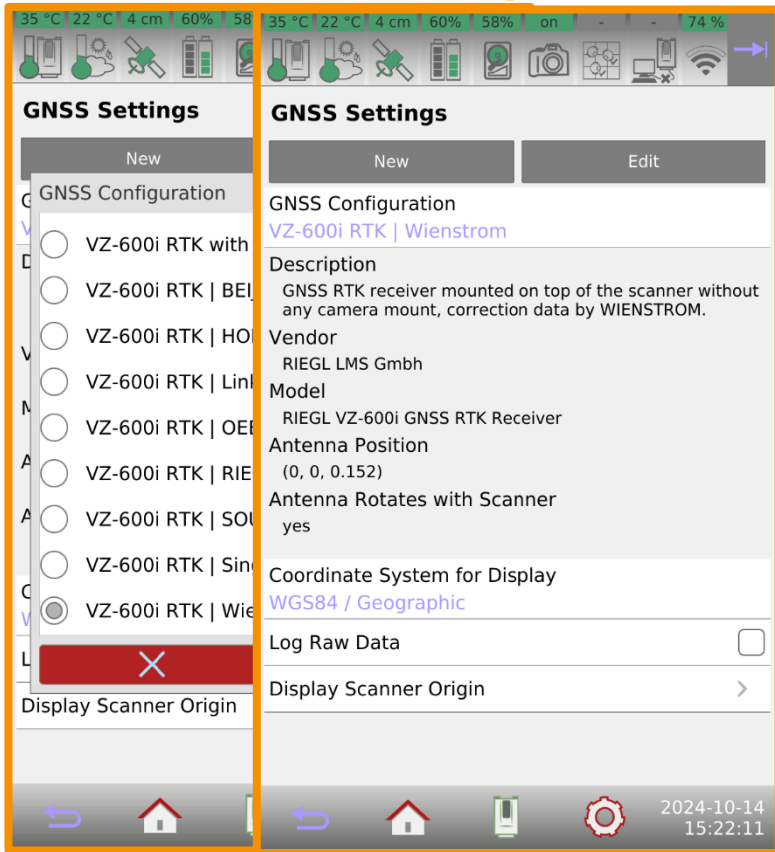 35 °C 22 °C 4 cm 60% 58
GNSS Settings
New
GNSS Configuration
VZ-600i RTK with
VZ-600i RTK | BEI
VZ-600i RTK | HO
VZ-600i RTK | Link
VZ-600i RTK | OEE
VZ-600i RTK | RIE
VZ-600i RTK | SOU
VZ-600i RTK | Sing
VZ-600i RTK | Wie
Display Scanner Origin
35 °C 22 °C 4 cm 60% 58% on - - 74 %
GNSS Settings
New Edit
GNSS Configuration
VZ-600i RTK | Wienstrom
Description
GNSS RTK receiver mounted on top of the scanner without
any camera mount, correction data by WIENSTROM.
Vendor
RIEGL LMS Gmbh
Model
RIEGL VZ-600i GNSS RTK Receiver
Antenna Position
(0, 0, 0.152)
Antenna Rotates with Scanner
yes
Coordinate System for Display
WGS84 / Geographic
Log Raw Data
Display Scanner Origin
2024-10-14
15:22:11